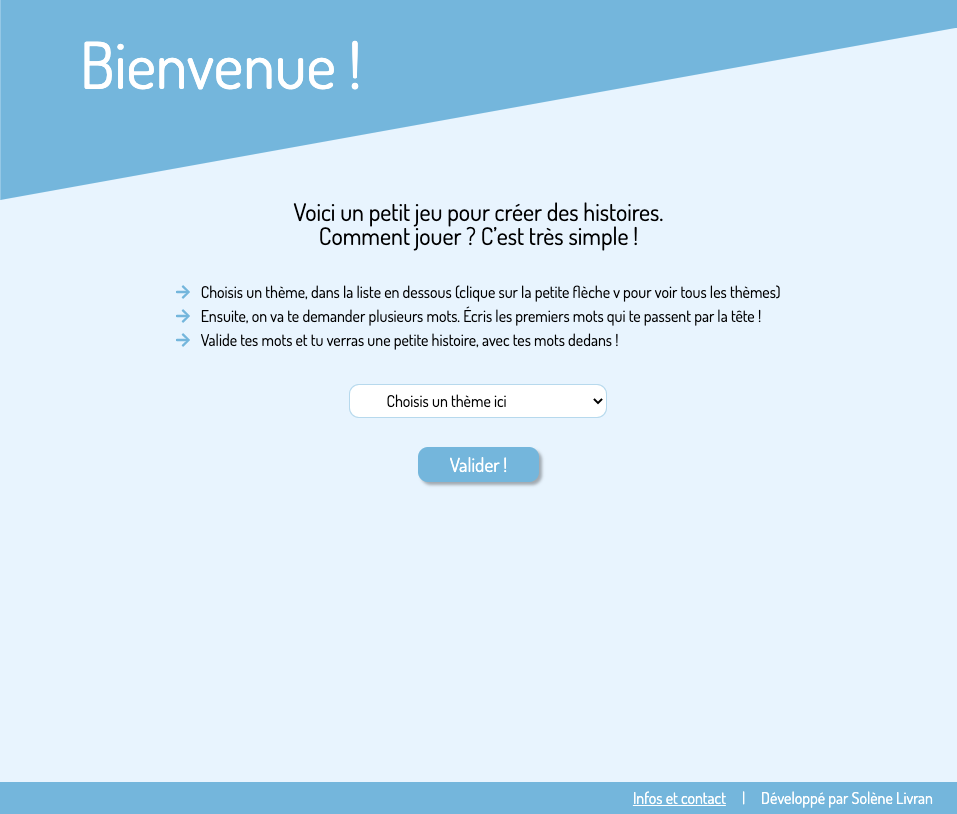 Bienvenue !
Voici un petit jeu pour créer des histoires.
Comment jouer ? C’est très simple !
Choisis un thème, dans la liste en dessous (clique sur la petite flèche v pour voir tous les thèmes)
Ensuite, on va te demander plusieurs mots. Écris les premiers mots qui te passent par la tête !
Valide tes mots et tu verras une petite histoire, avec tes mots dedans !
Choisis un thème ici
Valider !
Infos et contact | Développé par Solène Livran